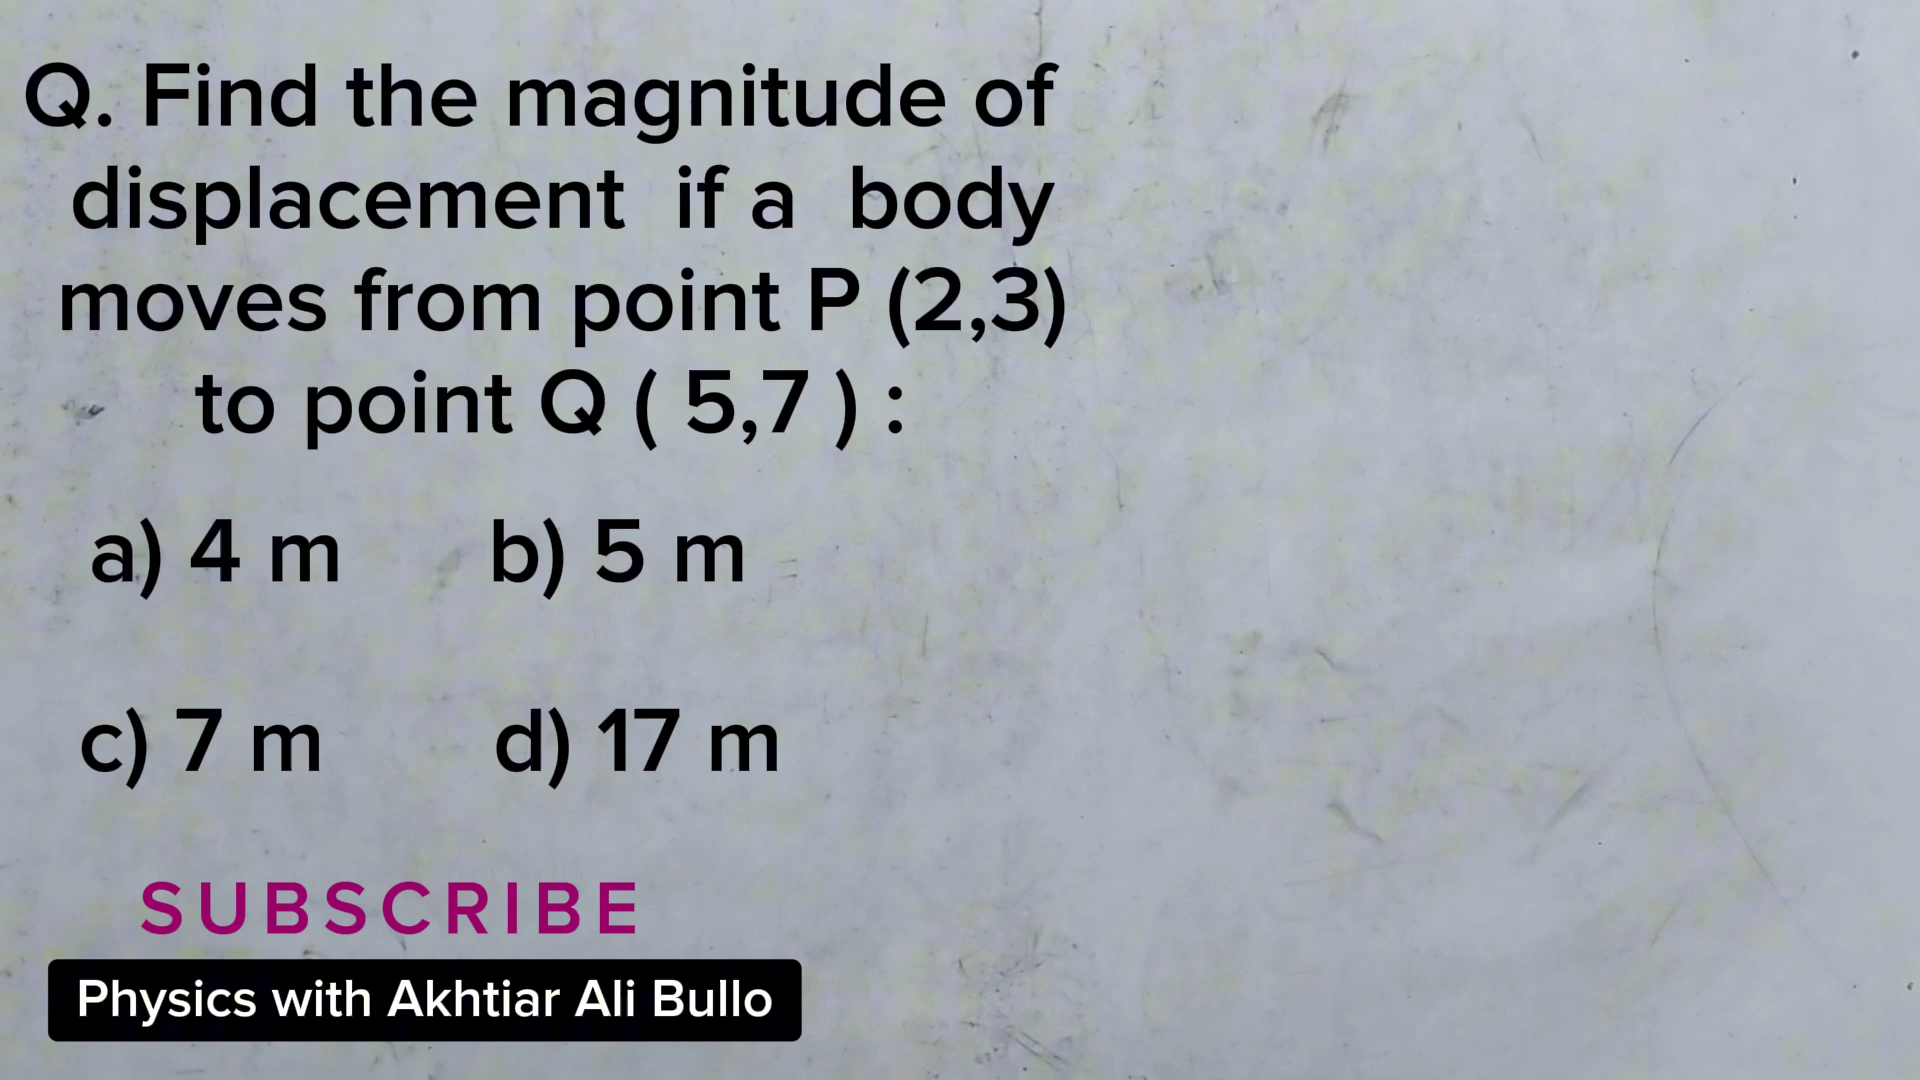 Q. Find the magnitude of
displacement if a body
moves from point P (2,3)
to point Q ( 5,7 ) :
a) 4 m b) 5 m
c) 7 m d) 17 m
SUBSCRIBE
Physics with Akhtiar Ali Bullo